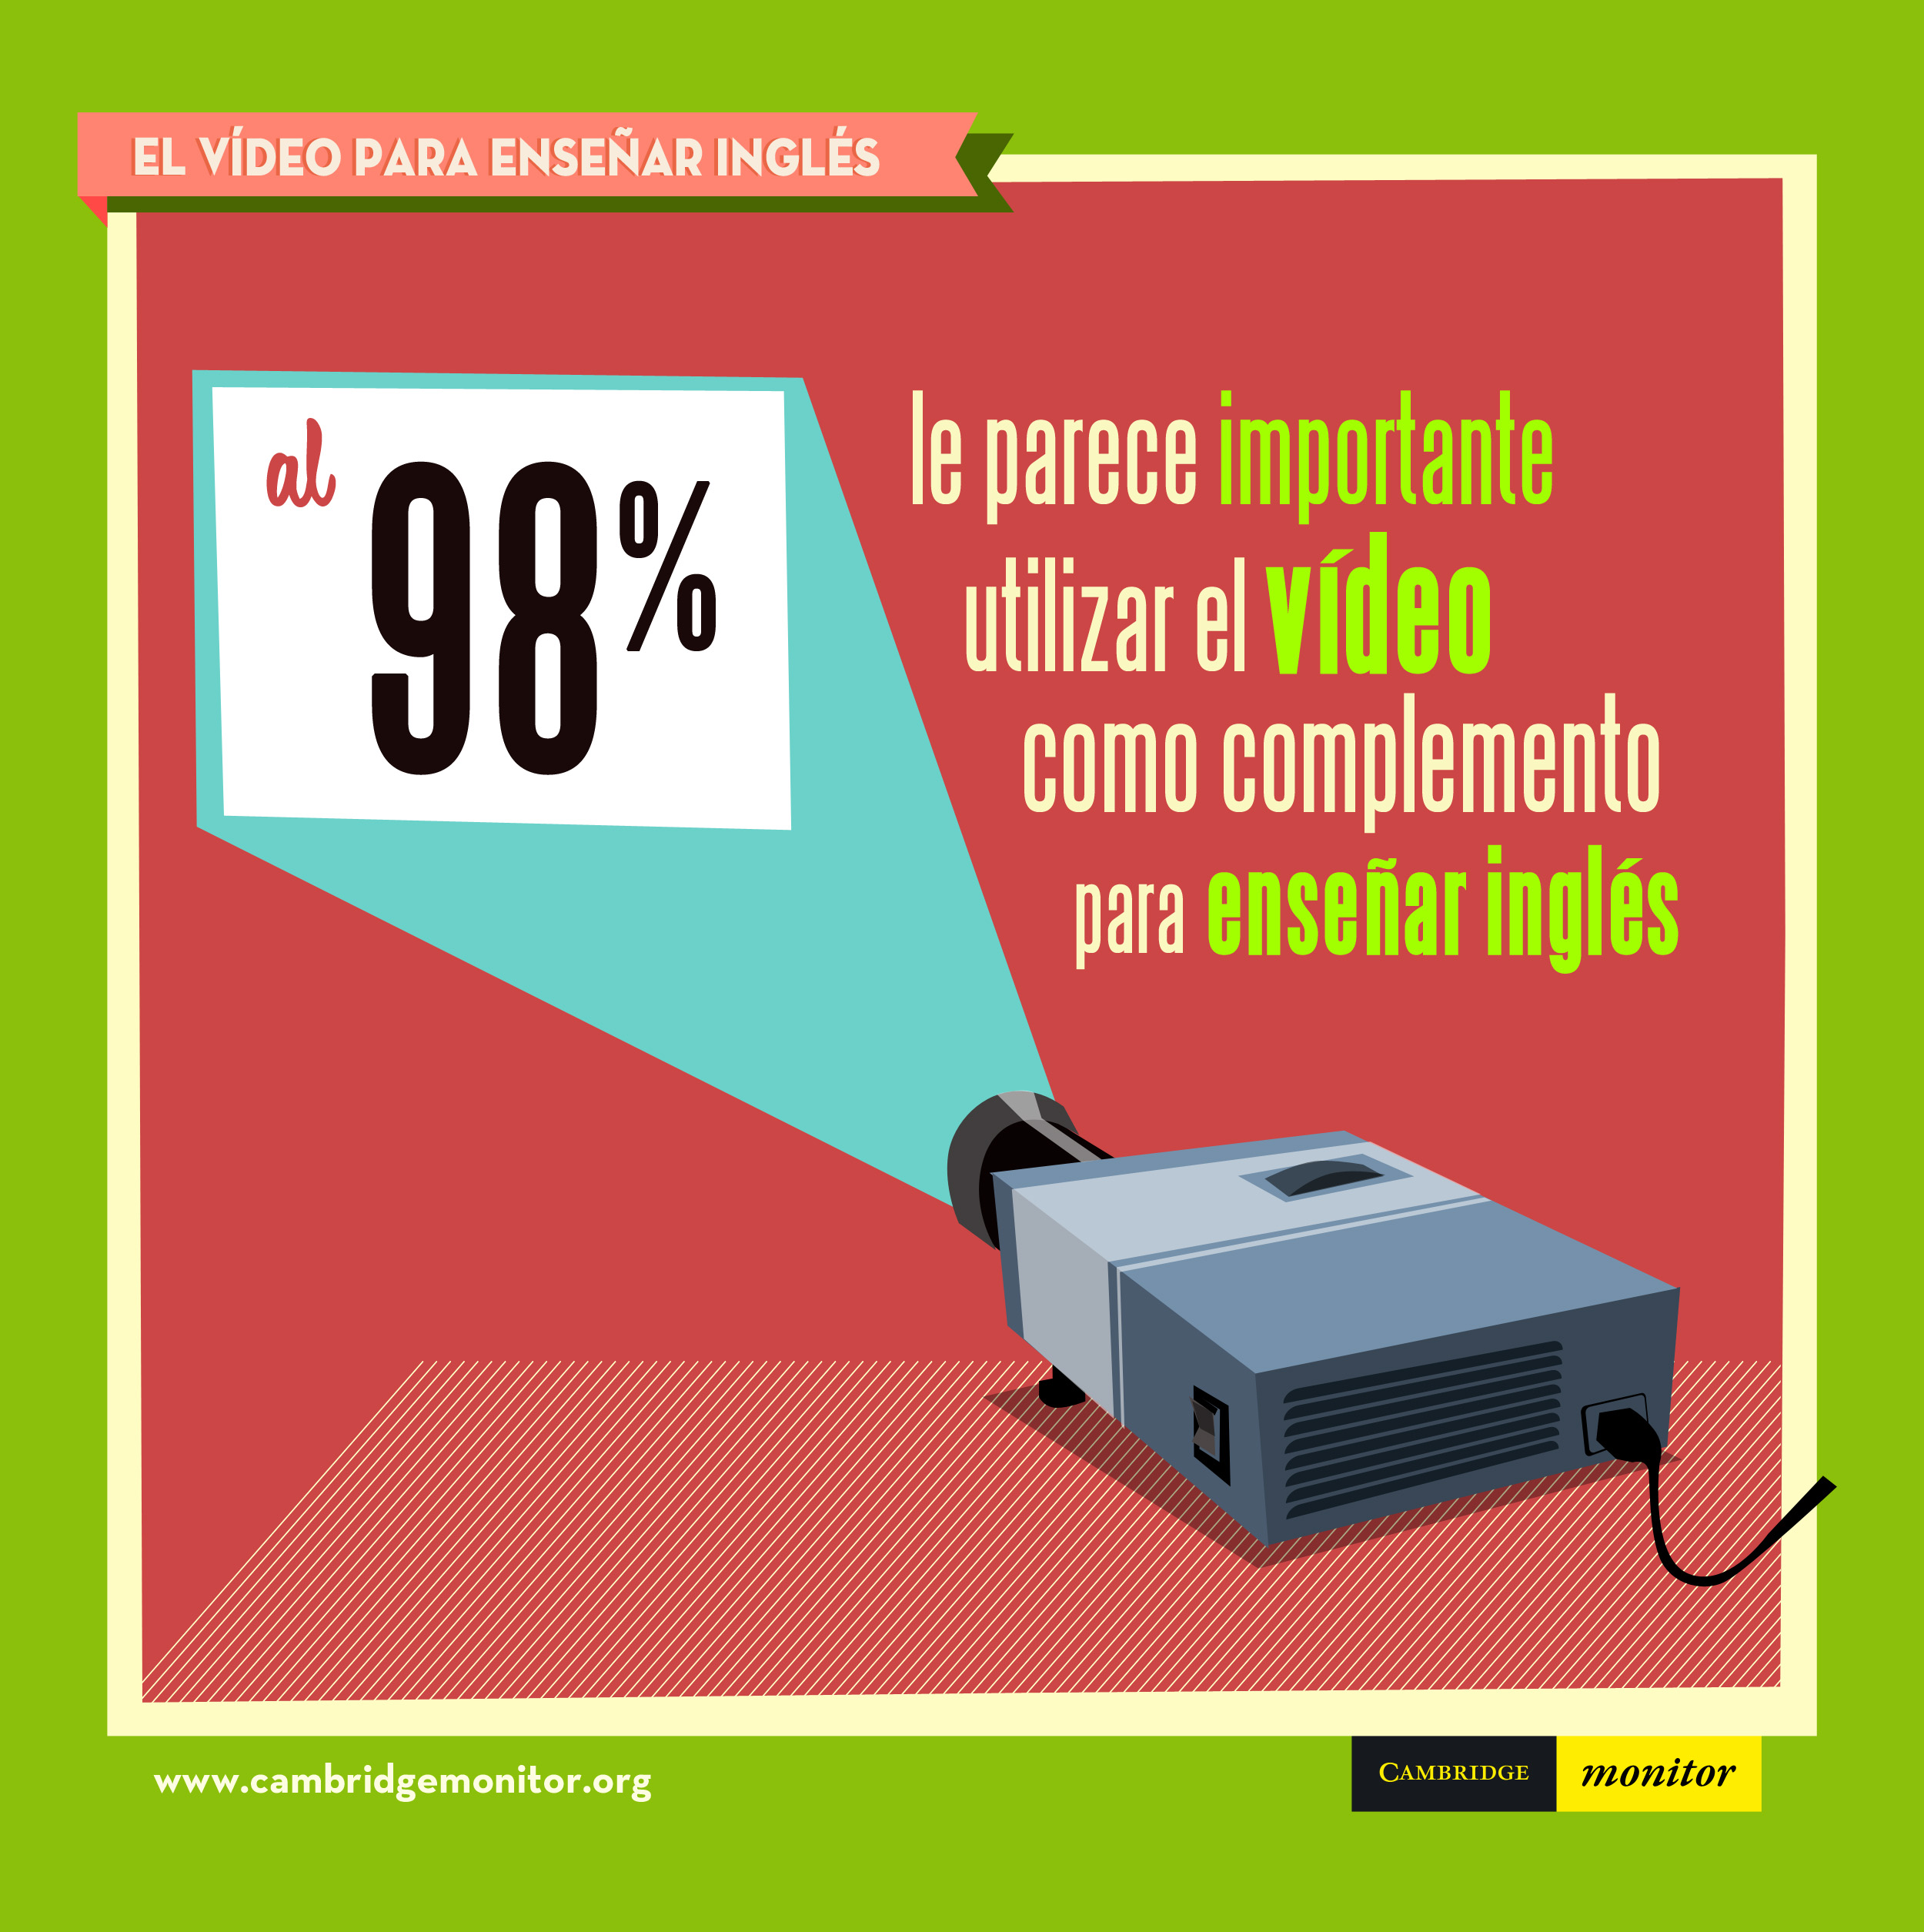 EL VÍDEO PARA ENSEÑAR INGLÉS
al
98%
le parece importante
utilizar el vídeo
como complemento
para enseñar inglés
www.cambridgemonitor.org
CAMBRIDGE monitor